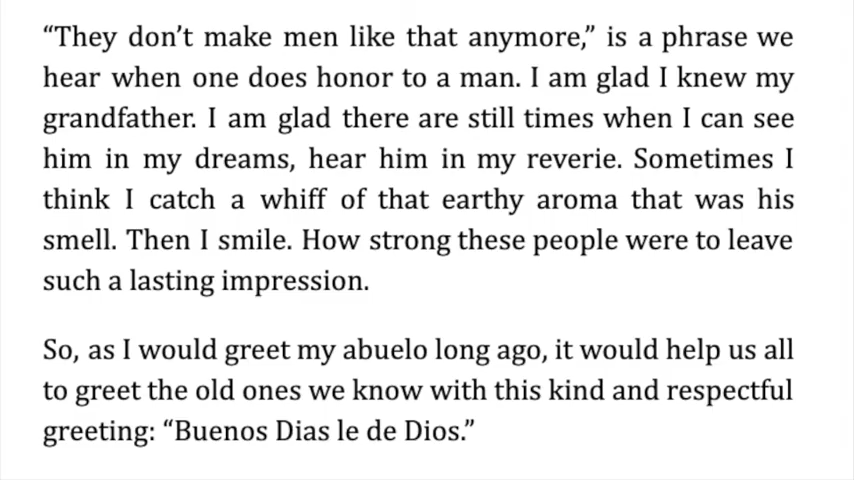 “They don’t make men like that anymore,” is a phrase we
hear when one does honor to a man. I am glad I knew my
grandfather. I am glad there are still times when I can see
him in my dreams, hear him in my reverie. Sometimes I
think I catch a whiff of that earthy aroma that was his
smell. Then I smile. How strong these people were to leave
such a lasting impression.
So, as I would greet my abuelo long ago, it would help us all
to greet the old ones we know with this kind and respectful
greeting: “Buenos Dias le de Dios.”